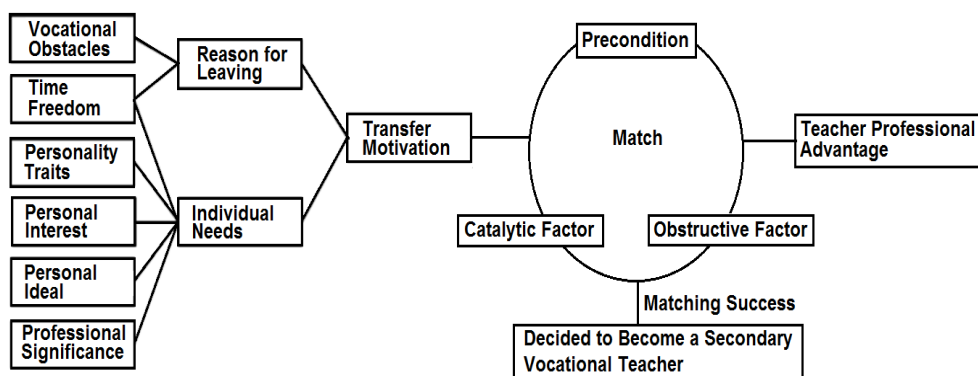 Vocational
Obstacles
Time
Freedom
Personality
Traits
Personal
Interest
Personal
Ideal
Professional
Significance
Reason for
Leaving
Individual
Needs
Transfer
Motivation
Precondition
Match
Catalytic Factor
Obstructive Factor
Teacher Professional
Advantage
Matching Success
Decided to Become a Secondary
Vocational Teacher